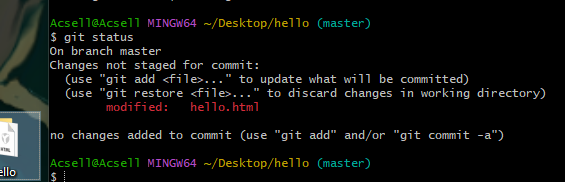 Acsell@Acsell MINGW64 ~/Desktop/hello (master)
$ git status
On branch master
Changes not staged for commit:
  (use "git add <file>..." to update what will be committed)
  (use "git restore <file>..." to discard changes in working directory)
        modified:   hello.html

no changes added to commit (use "git add" and/or "git commit -a")

Acsell@Acsell MINGW64 ~/Desktop/hello (master)
$
HTML
ello